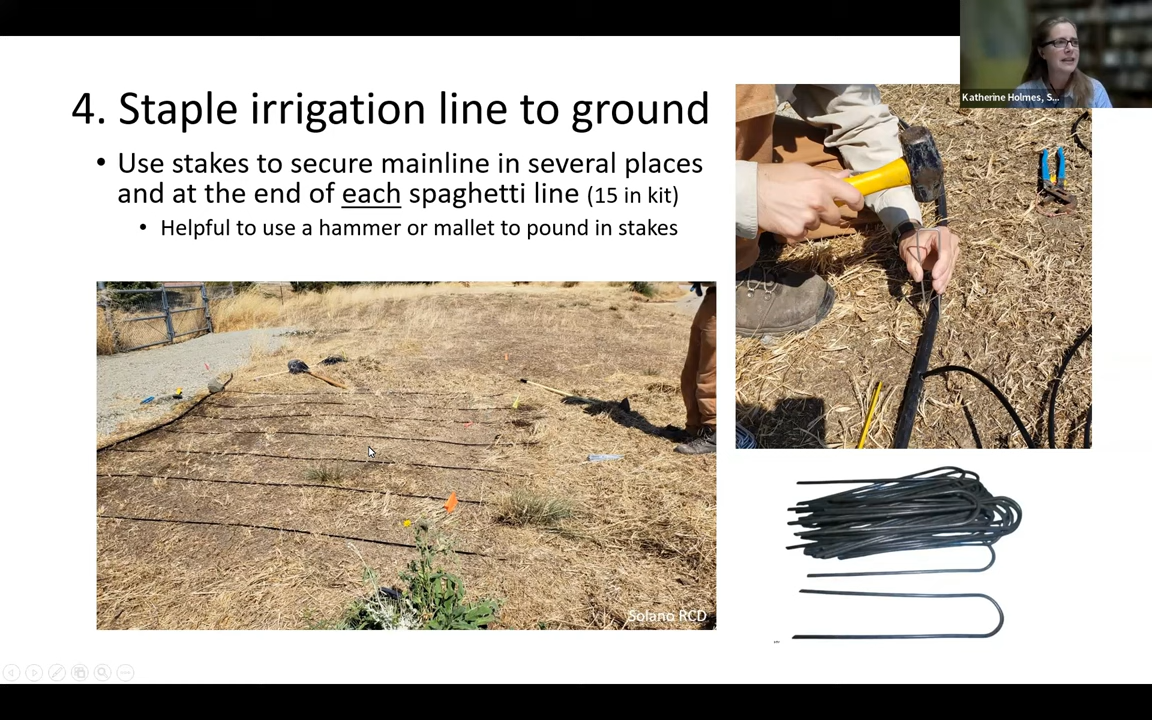 Katherine Holmes, S...
4. Staple irrigation line to ground
• Use stakes to secure mainline in several places
and at the end of each spaghetti line (15 in kit)
• Helpful to use a hammer or mallet to pound in stakes
Solano RCD